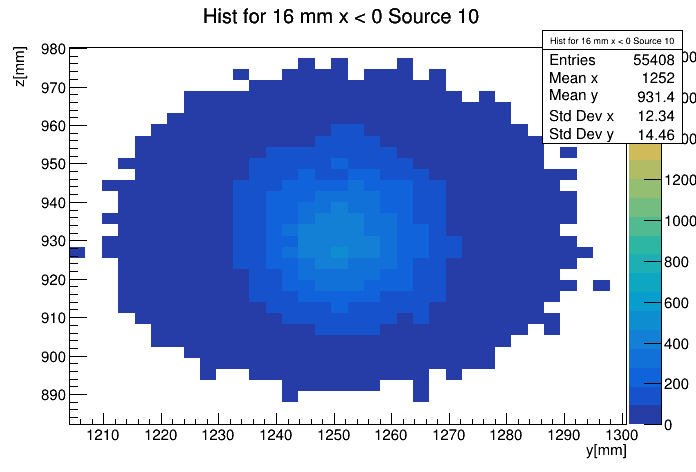 Hist for 16 mm x < 0 Source 10
Hist for 16 mm x < 0 Source 10
Entries 55408
Mean x 1252
Mean y 931.4
Std Dev x 12.34
Std Dev y 14.46
z[mm]
980
970
960
950
940
930
920
910
900
890
1210 1220 1230 1240 1250 1260 1270 1280 1290 1300
y[mm]
1200
1000
800
600
400
200
0